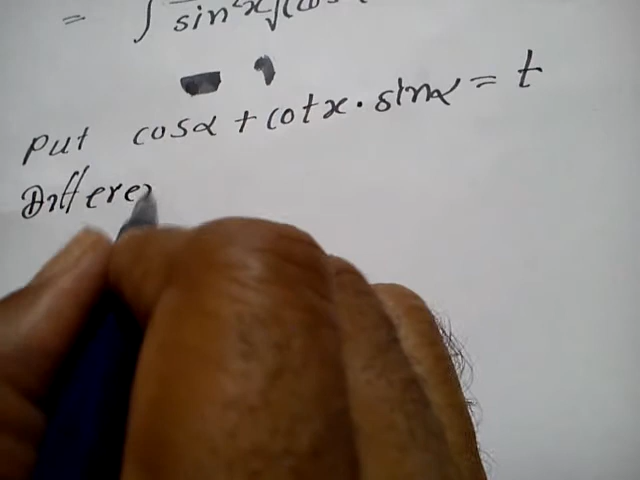 = ∫ sin²x√(cos
Put cosα + cotx · sinα = t
Differe